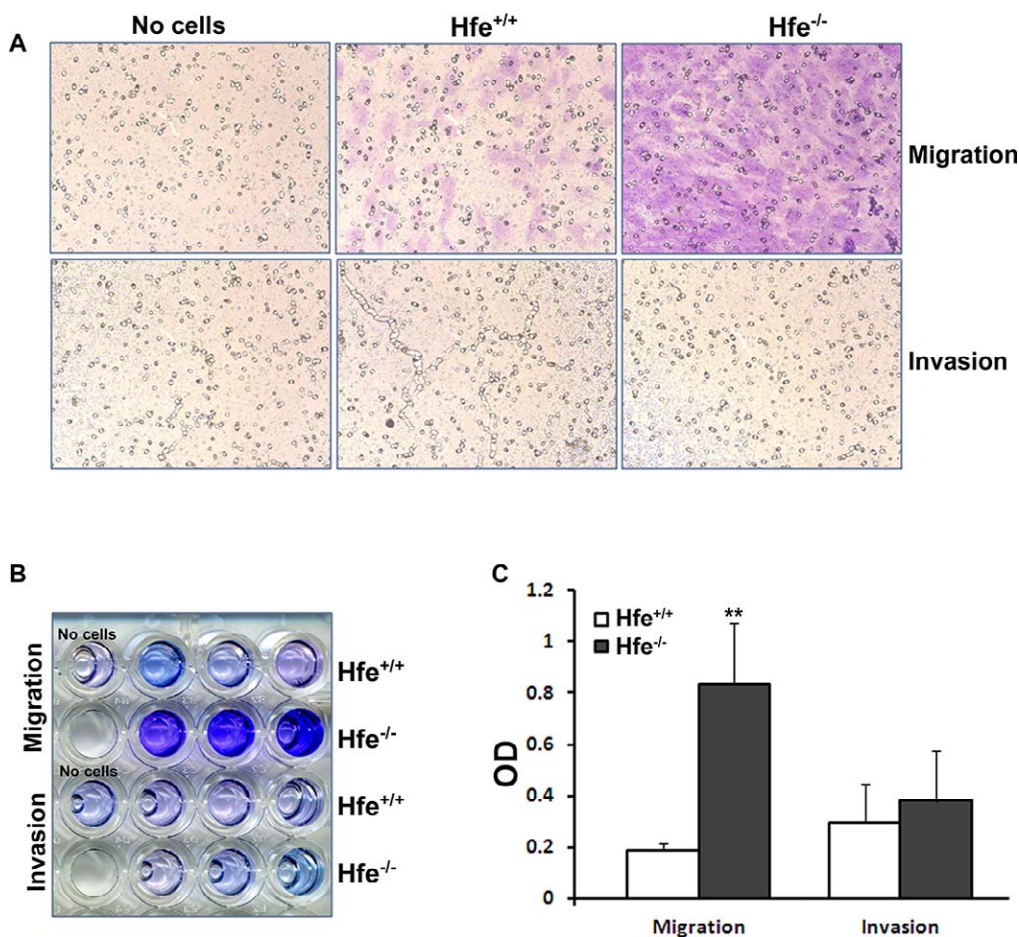 No cells Hfe+/+ Hfe-/-
A
Migration
Invasion
B
Migration
No cells
Hfe+/+
Hfe-/-
Invasion
No cells
Hfe+/+
Hfe-/-
C
OD
1.2
1
0.8
0.6
0.4
0.2
0
Hfe+/+
Hfe-/-
**
Migration Invasion